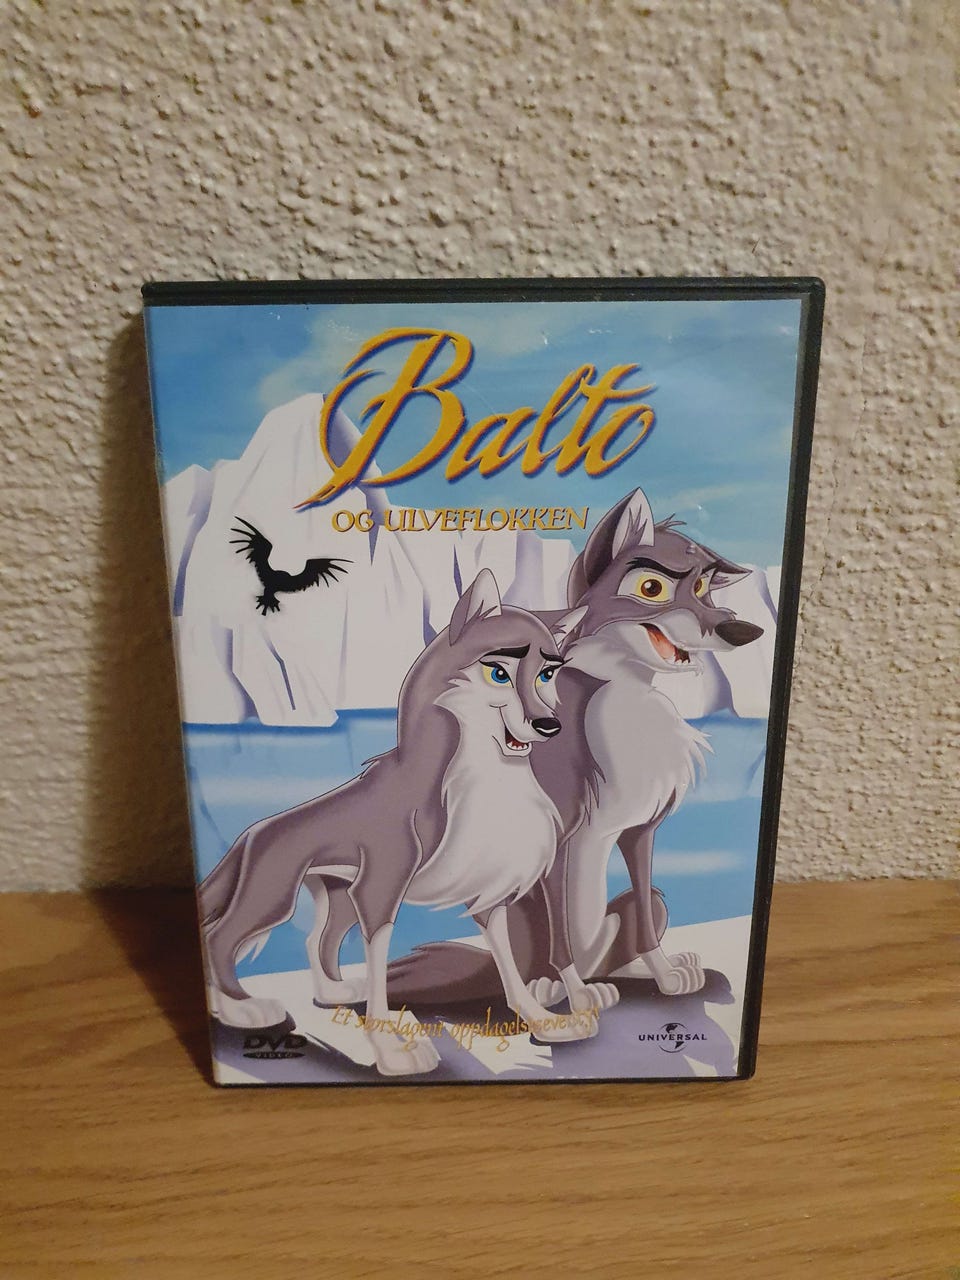 Balto
OG ULVEFLOKKEN
Et storslagent oppdagelseseventyr
DVD
VIDEO
UNIVERSAL